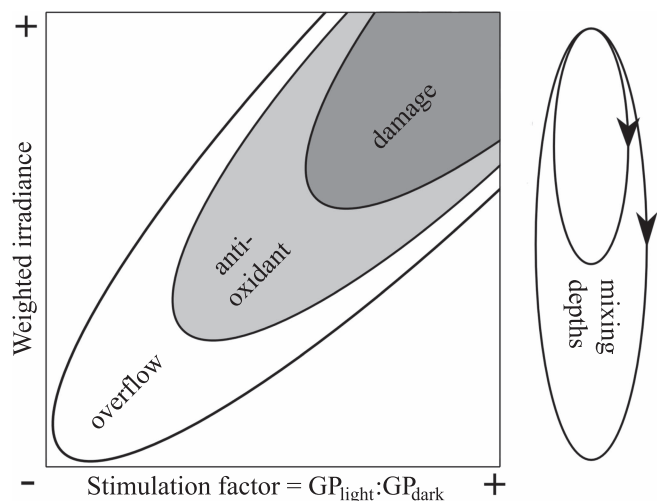 +
Weighted irradiance
damage
anti-
oxidant
overflow
mixing
depths
- Stimulation factor = GPlight:GPdark +